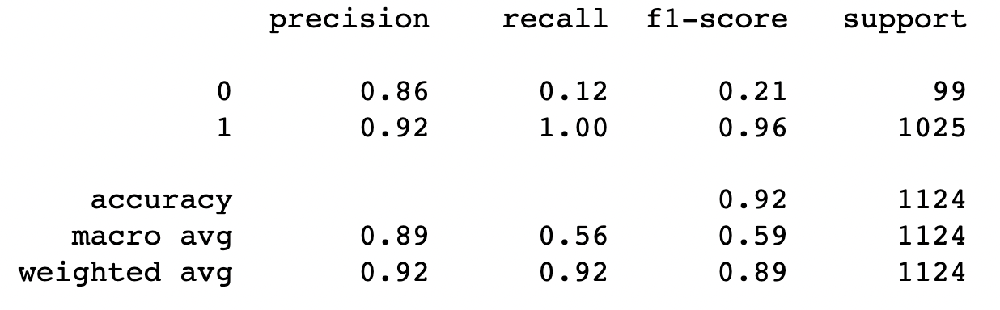 precision recall f1-score support
0 0.86 0.12 0.21 99
1 0.92 1.00 0.96 1025
accuracy 0.92 1124
macro avg 0.89 0.56 0.59 1124
weighted avg 0.92 0.92 0.89 1124